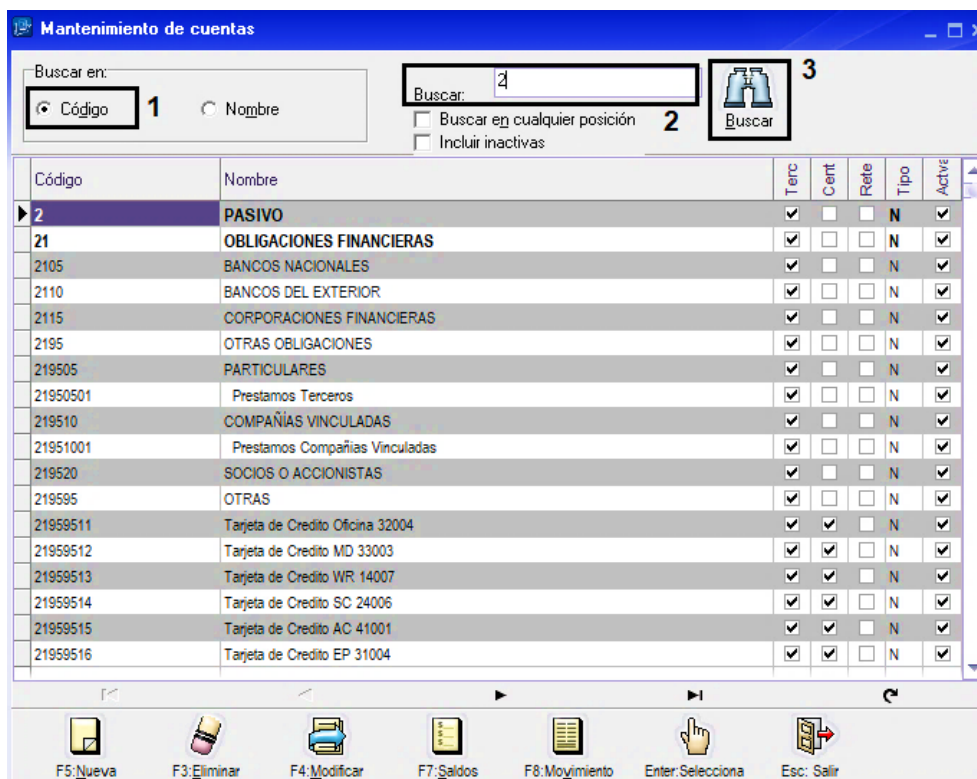 Mantenimiento de cuentas
Buscar en:
Código 1 Nombre
Buscar: 2
Buscar en cualquier posición 2
Incluir inactivas
Buscar 3
Código Nombre Terc Cent Rete Tipo Actva
2 PASIVO N
21 OBLIGACIONES FINANCIERAS N
2105 BANCOS NACIONALES N
2110 BANCOS DEL EXTERIOR N
2115 CORPORACIONES FINANCIERAS N
2195 OTRAS OBLIGACIONES N
219505 PARTICULARES N
21950501 Prestamos Terceros N
219510 COMPAÑÍAS VINCULADAS N
21951001 Prestamos Compañias Vinculadas N
219520 SOCIOS O ACCIONISTAS N
219595 OTRAS N
21959511 Tarjeta de Credito Oficina 32004 N
21959512 Tarjeta de Credito MD 33003 N
21959513 Tarjeta de Credito WR 14007 N
21959514 Tarjeta de Credito SC 24006 N
21959515 Tarjeta de Credito AC 41001 N
21959516 Tarjeta de Credito EP 31004 N
F5:Nueva F3:Eliminar F4:Modificar F7:Saldos F8:Movimiento Enter:Selecciona Esc: Salir